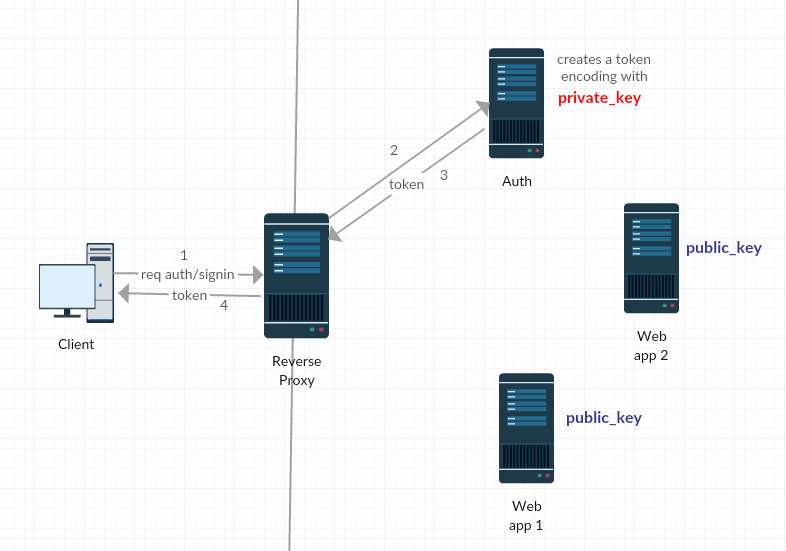 creates a token
encoding with
private_key
2
3
token
Auth
public_key
1
req auth/signin
token
4
Client
Reverse
Proxy
Web
app 2
public_key
Web
app 1